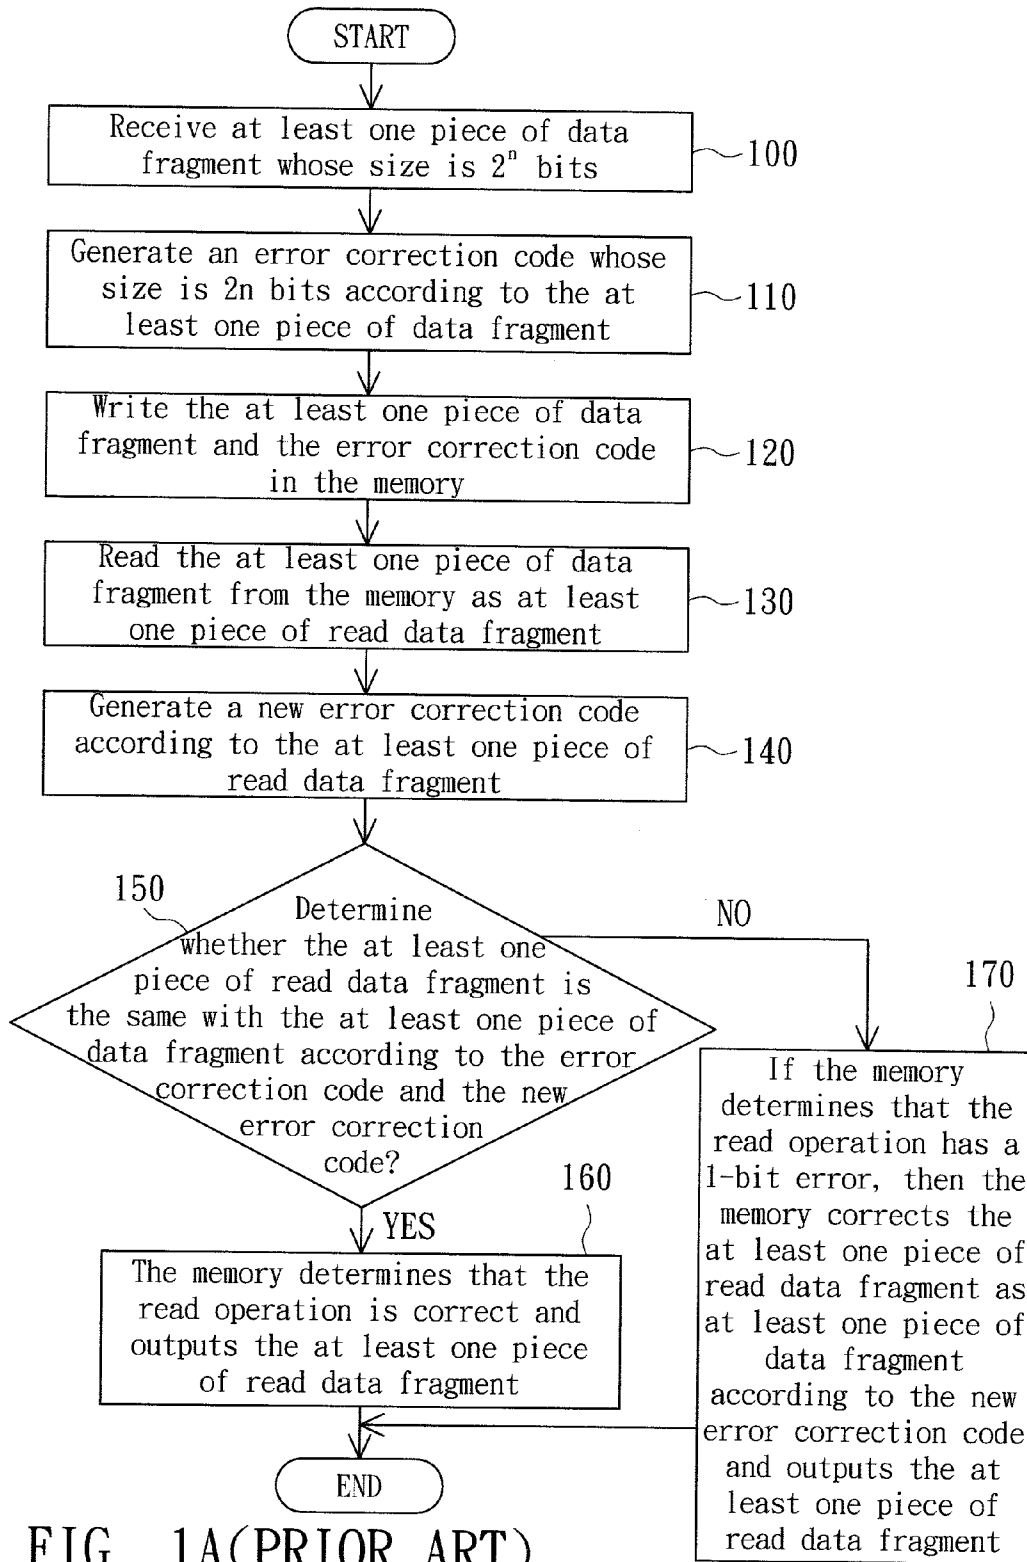 START
Receive at least one piece of data
fragment whose size is 2ⁿ bits
100
Generate an error correction code whose
size is 2n bits according to the at
least one piece of data fragment
110
Write the at least one piece of data
fragment and the error correction code
in the memory
120
Read the at least one piece of data
fragment from the memory as at least
one piece of read data fragment
130
Generate a new error correction code
according to the at least one piece of
read data fragment
140
150
Determine
whether the at least one
piece of read data fragment is
the same with the at least one piece of
data fragment according to the error
correction code and the new
error correction
code?
NO
YES
160
The memory determines that the
read operation is correct and
outputs the at least one piece
of read data fragment
170
If the memory
determines that the
read operation has a
1-bit error, then the
memory corrects the
at least one piece of
read data fragment as
at least one piece of
data fragment
according to the new
error correction code
and outputs the at
least one piece of
read data fragment
END
FIG. 1A(PRIOR ART)